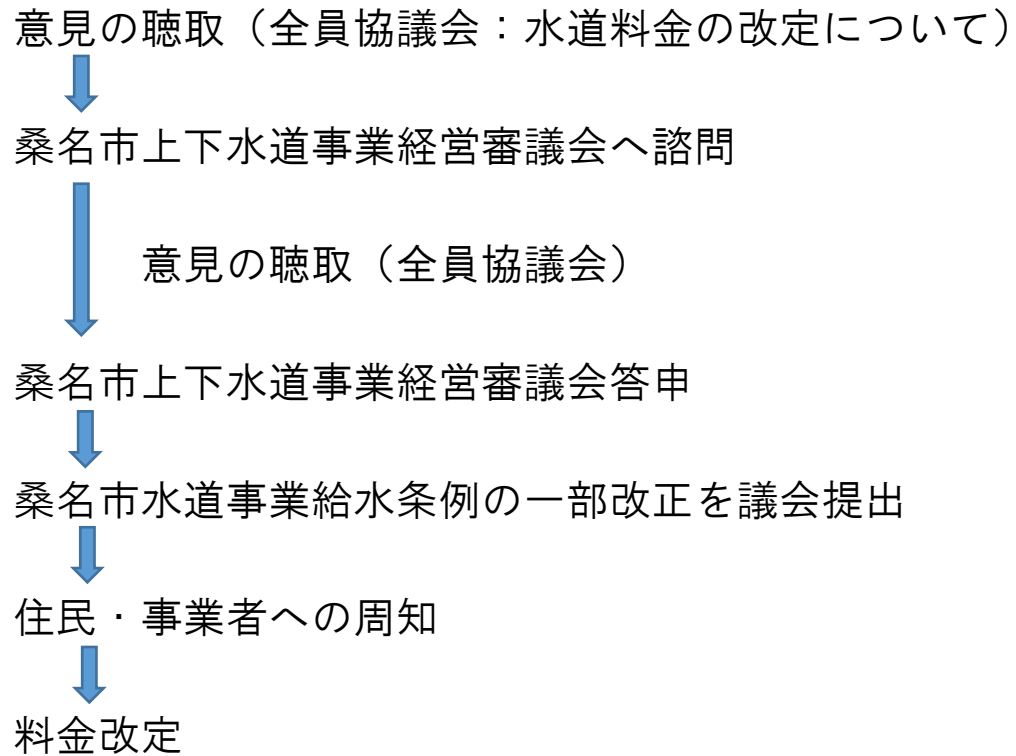 意見の聴取（全員協議会：水道料金の改定について）
桑名市上下水道事業経営審議会へ諮問
意見の聴取（全員協議会）
桑名市上下水道事業経営審議会答申
桑名市水道事業給水条例の一部改正を議会提出
住民・事業者への周知
料金改定